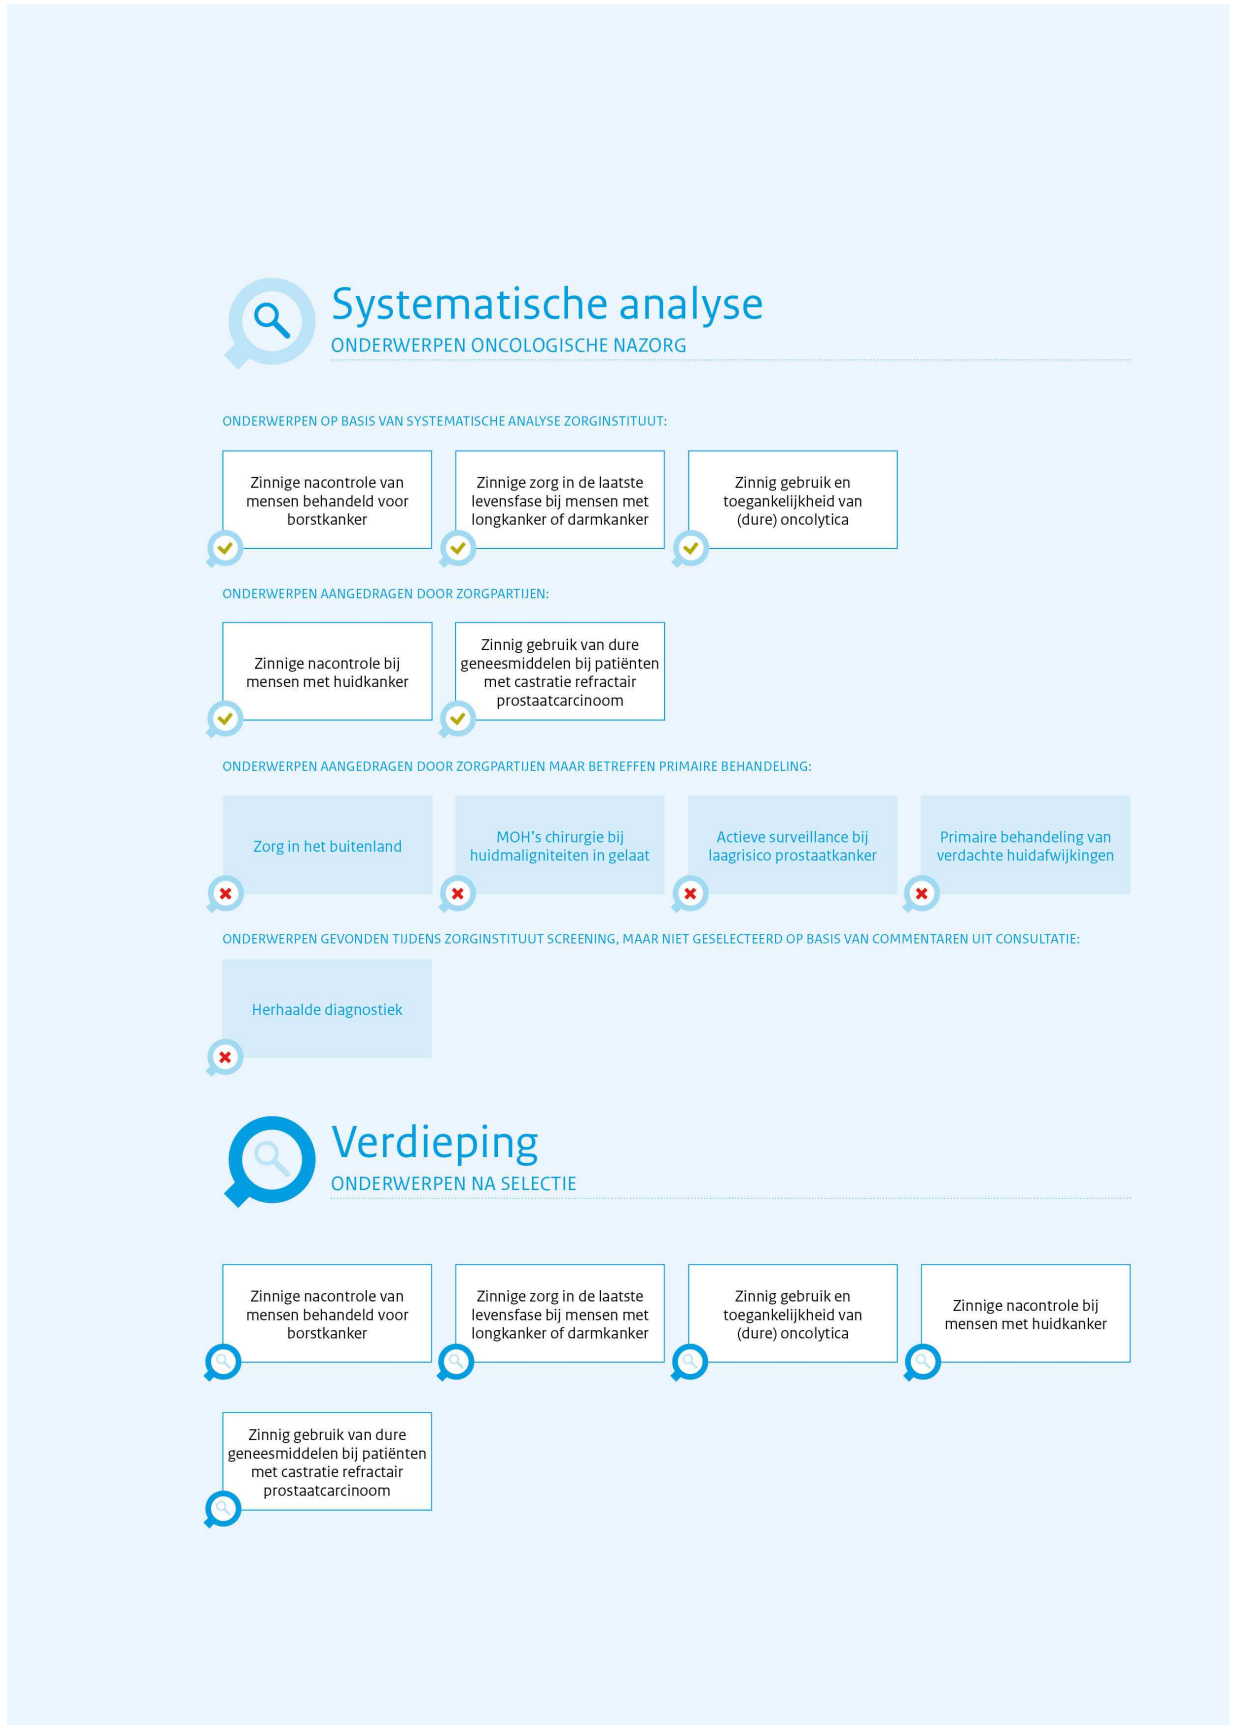 Systematische analyse
ONDERWERPEN ONCOLOGISCHE NAZORG
ONDERWERPEN OP BASIS VAN SYSTEMATISCHE ANALYSE ZORGINSTITUUT:
Zinnige nacontrole van
mensen behandeld voor
borstkanker
Zinnige zorg in de laatste
levensfase bij mensen met
longkanker of darmkanker
Zinnig gebruik en
toegankelijkheid van
(dure) oncolytica
ONDERWERPEN AANGEDRAGEN DOOR ZORGPARTIJEN:
Zinnige nacontrole bij
mensen met huidkanker
Zinnig gebruik van dure
geneesmiddelen bij patiënten
met castratie refractair
prostaatcarcinoom
ONDERWERPEN AANGEDRAGEN DOOR ZORGPARTIJEN MAAR BETREFFEN PRIMAIRE BEHANDELING:
Zorg in het buitenland
MOH's chirurgie bij
huidmaligniteiten in gelaat
Actieve surveillance bij
laagrisico prostaatkanker
Primaire behandeling van
verdachte huidafwijkingen
ONDERWERPEN GEVONDEN TIJDENS ZORGINSTITUUT SCREENING, MAAR NIET GESELECTEERD OP BASIS VAN COMMENTAREN UIT CONSULTATIE:
Herhaalde diagnostiek
Verdieping
ONDERWERPEN NA SELECTIE
Zinnige nacontrole van
mensen behandeld voor
borstkanker
Zinnige zorg in de laatste
levensfase bij mensen met
longkanker of darmkanker
Zinnig gebruik en
toegankelijkheid van
(dure) oncolytica
Zinnige nacontrole bij
mensen met huidkanker
Zinnig gebruik van dure
geneesmiddelen bij patiënten
met castratie refractair
prostaatcarcinoom